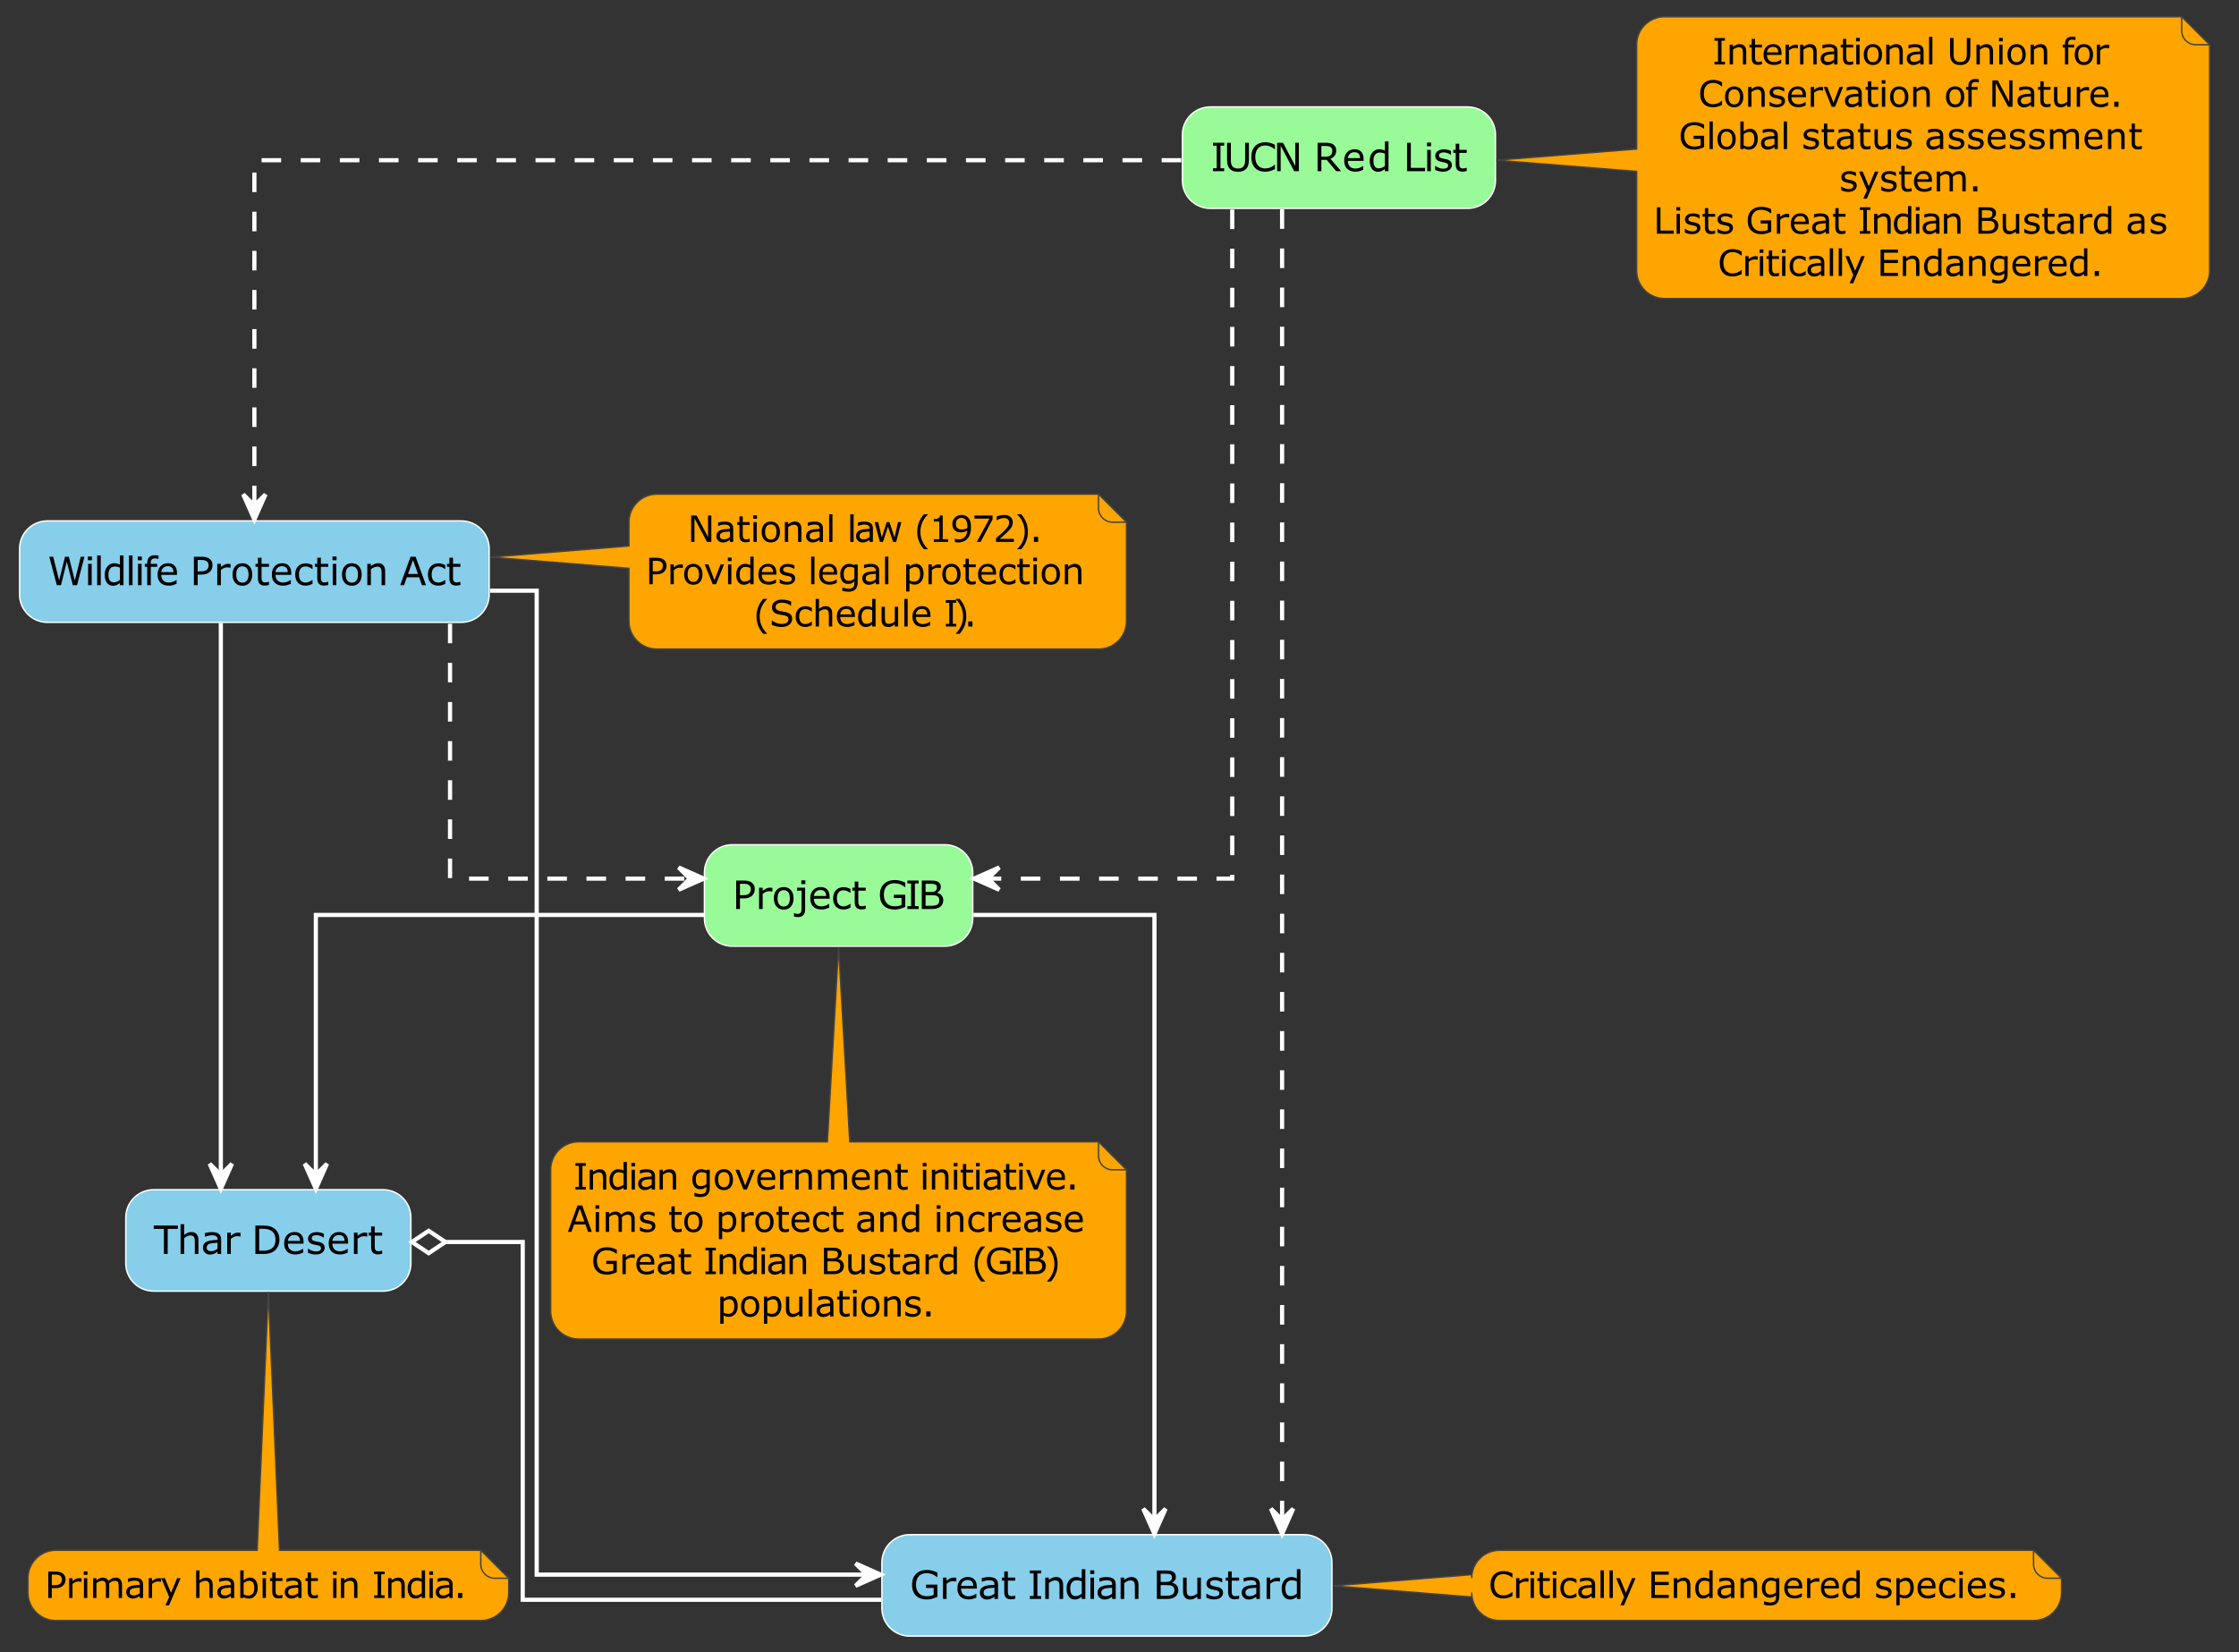 International Union for
Conservation of Nature.
Global status assessment
system.
Lists Great Indian Bustard as
Critically Endangered.
IUCN Red List
Wildlife Protection Act
National law (1972).
Provides legal protection
(Schedule I).
Project GIB
Indian government initiative.
Aims to protect and increase
Great Indian Bustard (GIB)
populations.
Thar Desert
Primary habitat in India.
Great Indian Bustard
Critically Endangered species.